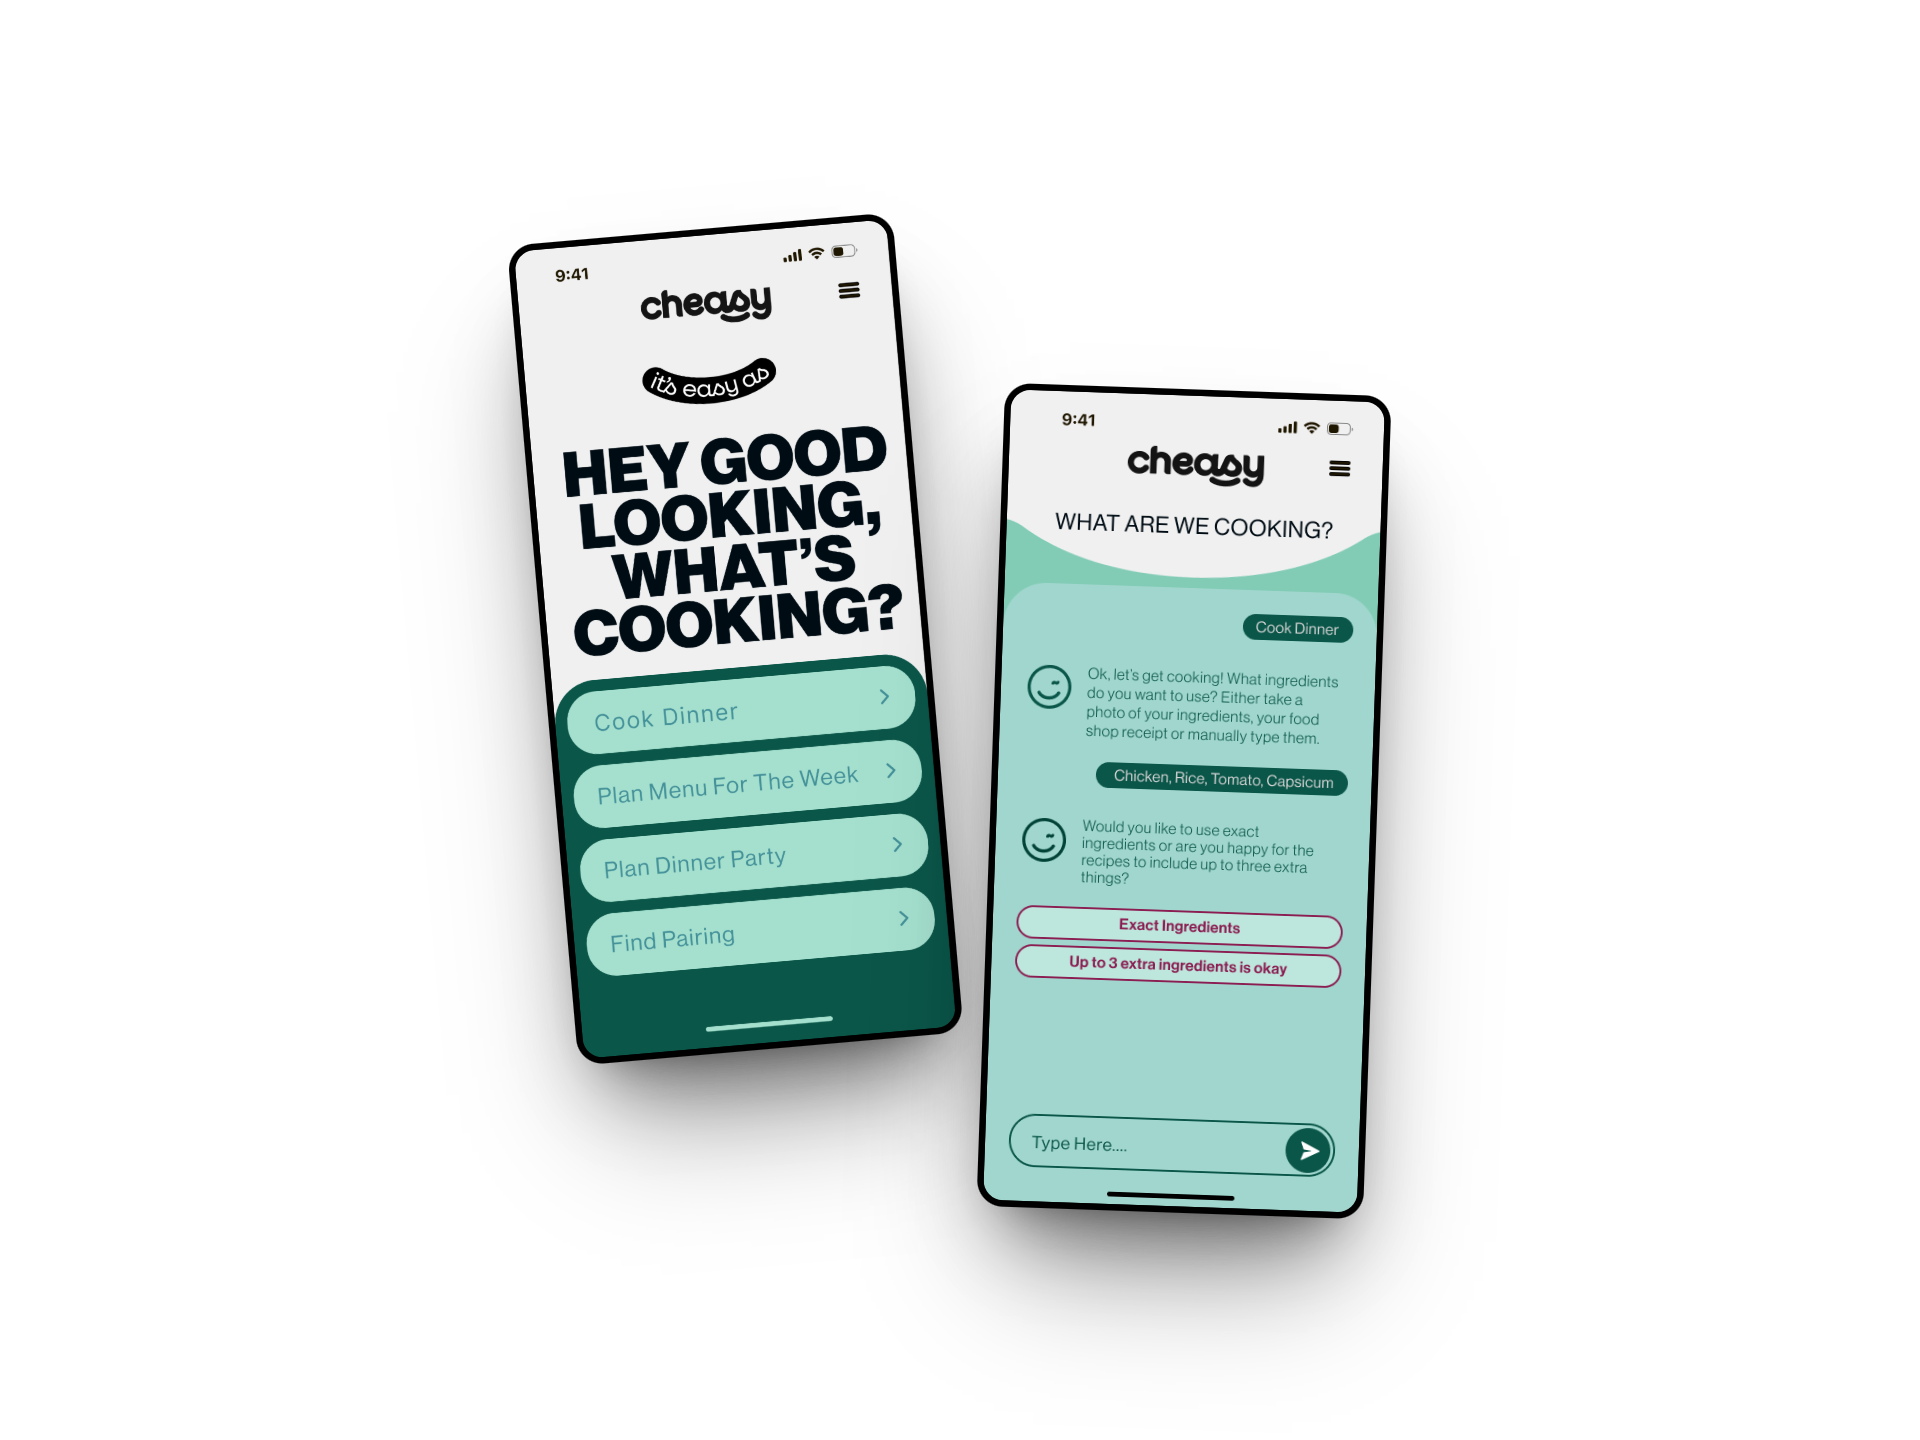 9:41
cheasy
it's easy as
HEY GOOD
LOOKING,
WHAT'S
COOKING?
Cook Dinner
Plan Menu For The Week
Plan Dinner Party
Find Pairing
9:41
cheasy
WHAT ARE WE COOKING?
Cook Dinner
Ok, let's get cooking! What ingredients
do you want to use? Either take a
photo of your ingredients, your food
shop receipt or manually type them.
Chicken, Rice, Tomato, Capsicum
Would you like to use exact
ingredients or are you happy for the
recipes to include up to three extra
things?
Exact Ingredients
Up to 3 extra ingredients is okay
Type Here....